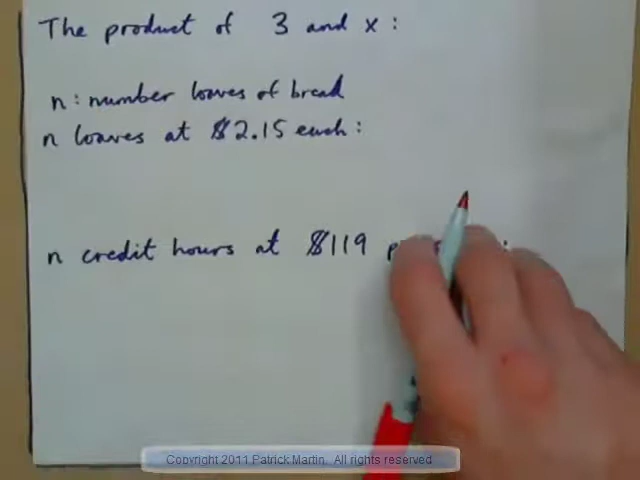 The product of 3 and x :
n : number loaves of bread
n loaves at $2.15 each :
n credit hours at $119
Copyright 2011 Patrick Martin. All rights reserved